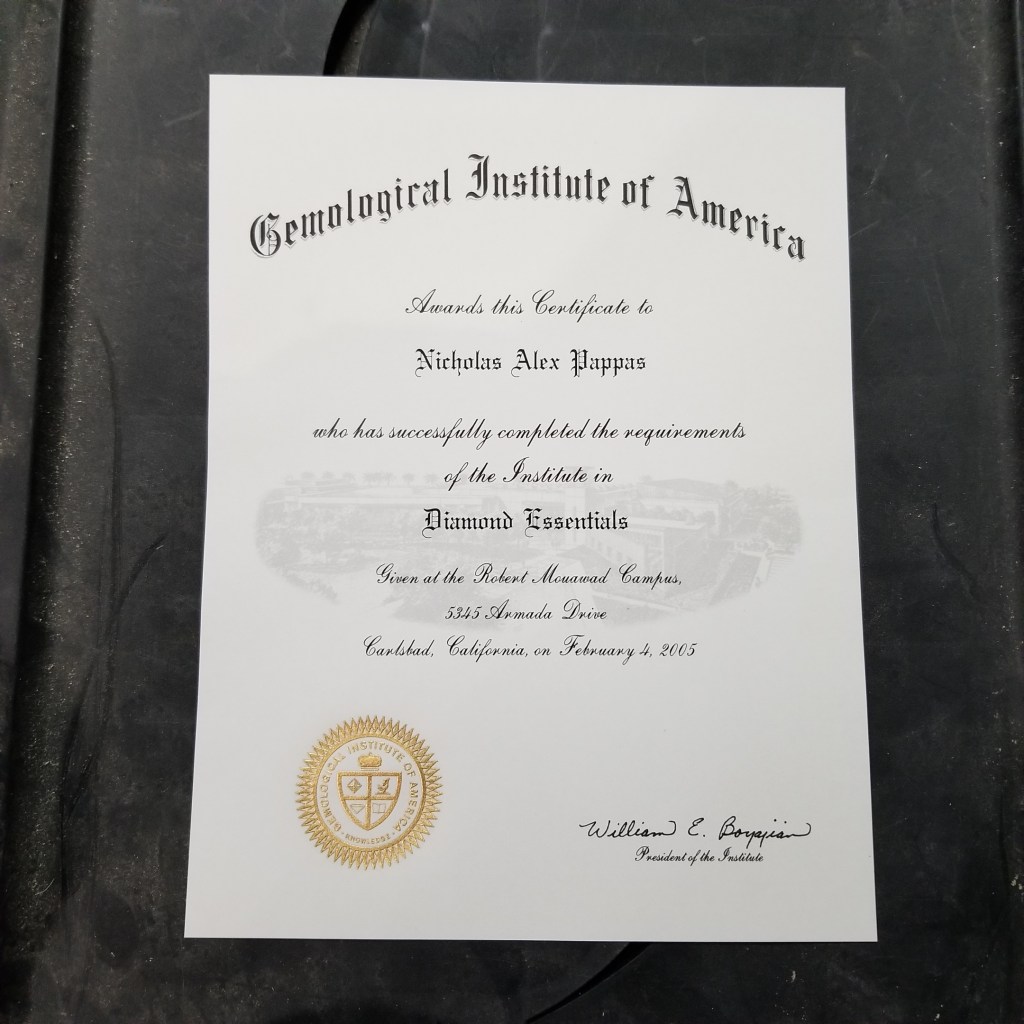 Gemological Institute of America
Awards this Certificate to
Nicholas Alex Pappas
who has successfully completed the requirements
of the Institute in
Diamond Essentials
Given at the Robert Mouawad Campus,
5345 Armada Drive
Carlsbad, California, on February 4, 2005
GEMOLOGICAL INSTITUTE OF AMERICA
KNOWLEDGE
William E. Boyajian
President of the Institute